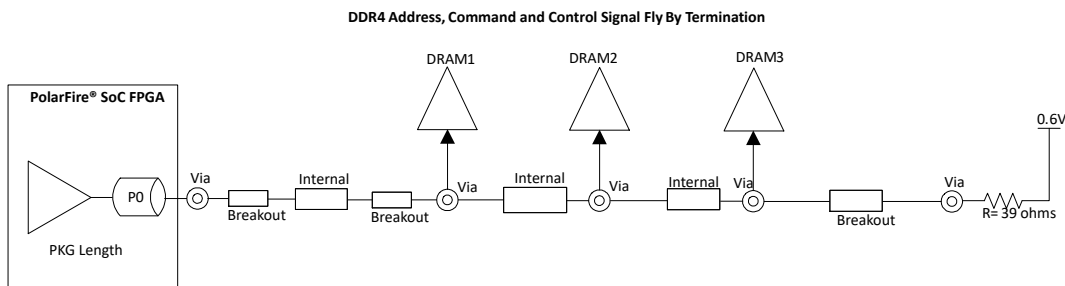 DDR4 Address, Command and Control Signal Fly By Termination
DRAM1
DRAM2
DRAM3
PolarFire® SoC FPGA
0.6V
P0
Via
Breakout
Internal
Breakout
Via
Internal
Via
Internal
Via
Breakout
Via
R= 39 ohms
PKG Length